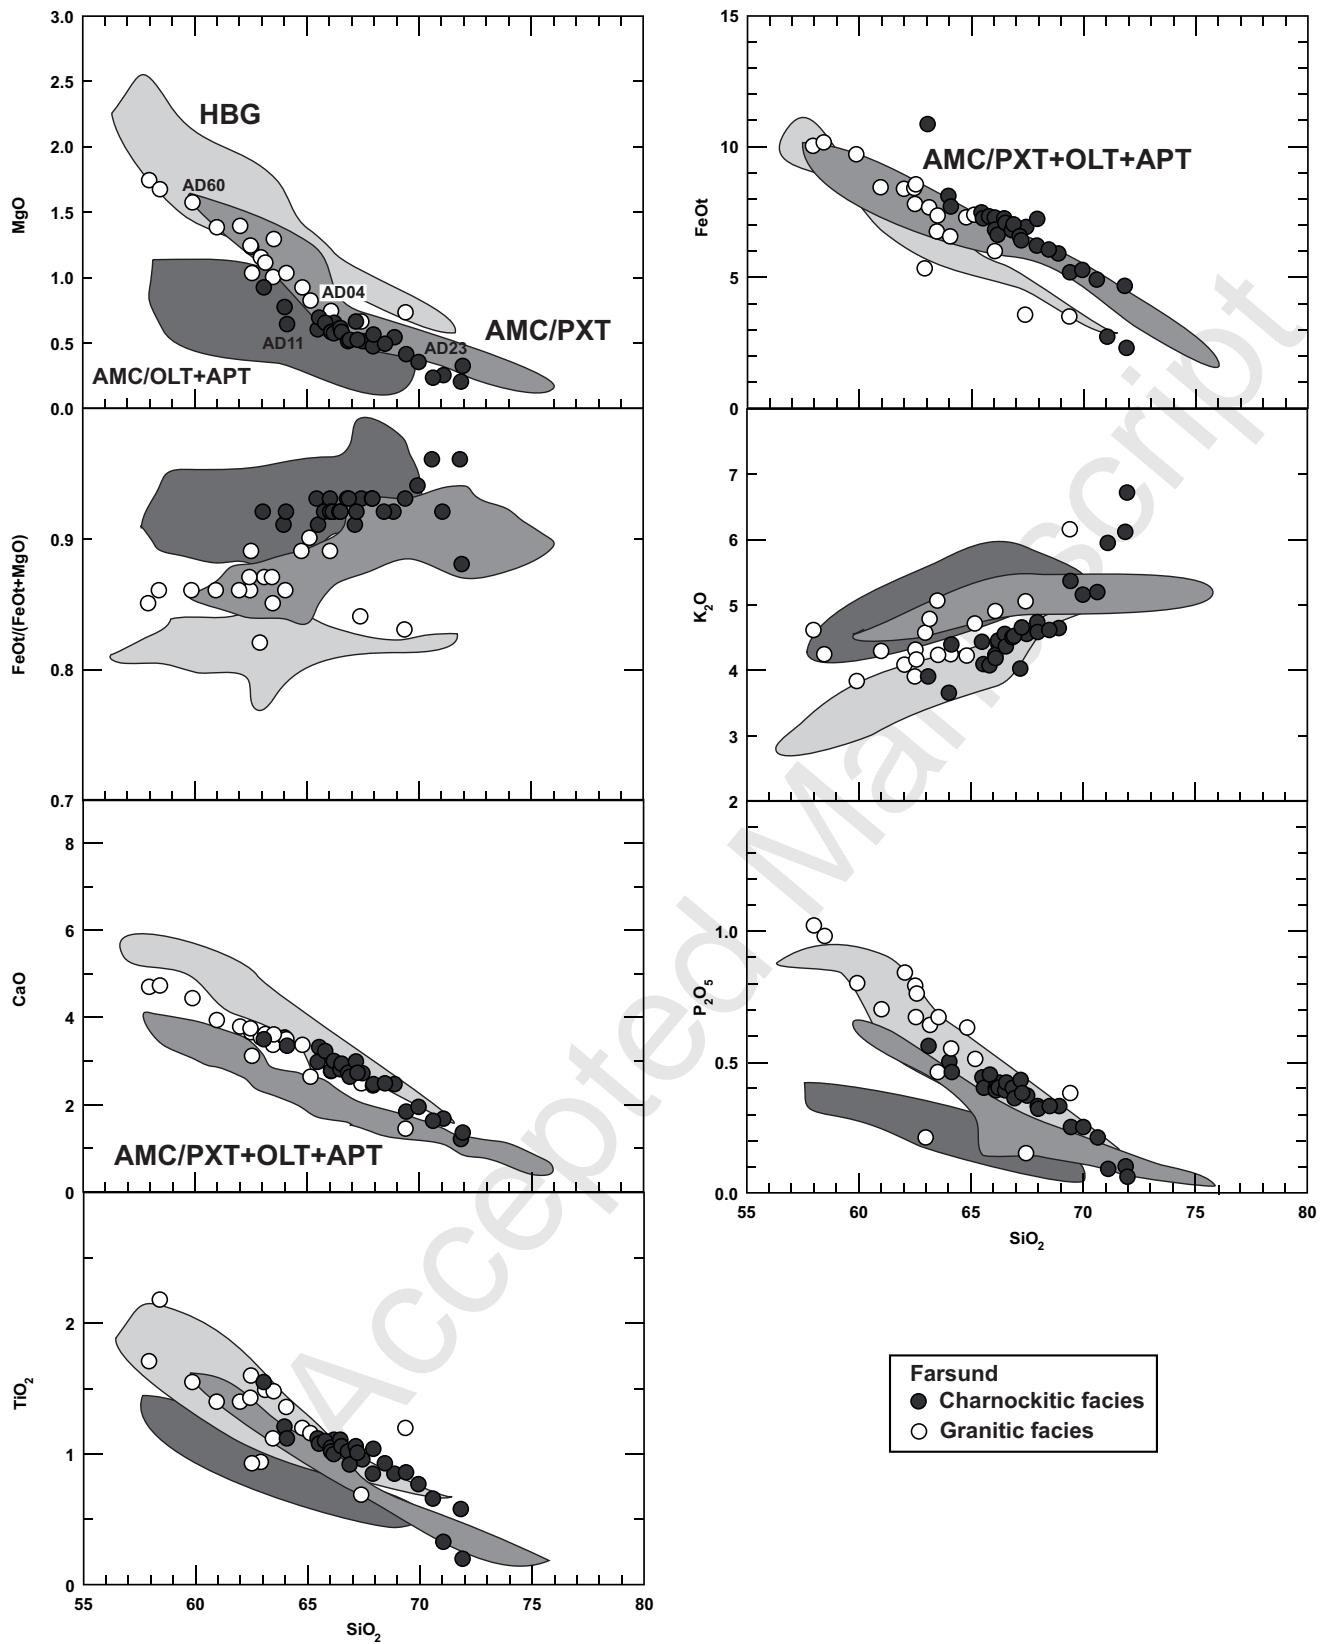 3.0
2.5
2.0
1.5
1.0
0.5
0.0
MgO
HBG
AD60
AD04
AMC/PXT
AD11
AD23
AMC/OLT+APT
15
10
5
0
FeOt
AMC/PXT+OLT+APT
0.9
0.8
0.7
FeOt/(FeOt+MgO)
7
6
5
4
3
2
K2O
8
6
4
2
0
CaO
AMC/PXT+OLT+APT
1.0
0.5
0.0
P2O5
55 60 65 70 75 80
SiO2
2
1
0
TiO2
55 60 65 70 75 80
SiO2
Farsund
Charnockitic facies
Granitic facies
Accepted Manuscript